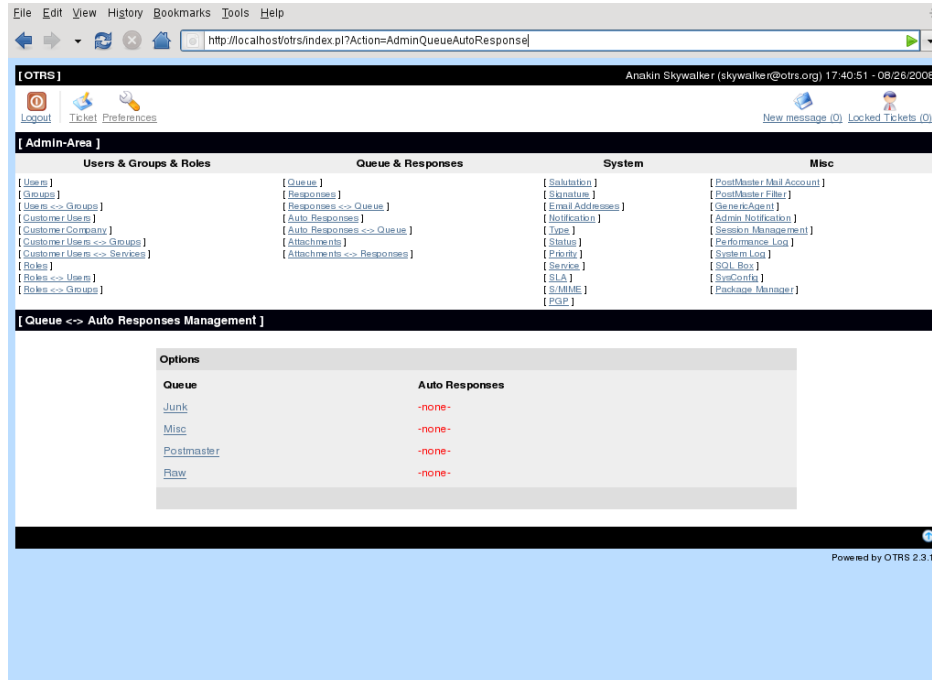 File Edit View History Bookmarks Tools Help
http://localhost/otrs/index.pl?Action=AdminQueueAutoResponse
[ OTRS ]
Anakin Skywalker (skywalker@otrs.org) 17:40:51 - 08/26/2008
Logout Ticket Preferences
New message (0) Locked Tickets (0)
[ Admin-Area ]
Users & Groups & Roles
[ Users ]
[ Groups ]
[ Users <-> Groups ]
[ Customer Users ]
[ Customer Company ]
[ Customer Users <-> Groups ]
[ Customer Users <-> Services ]
[ Roles ]
[ Roles <-> Users ]
[ Roles <-> Groups ]
Queue & Responses
[ Queue ]
[ Responses ]
[ Responses <-> Queue ]
[ Auto Responses ]
[ Auto Responses <-> Queue ]
[ Attachments ]
[ Attachments <-> Responses ]
System
[ Salutation ]
[ Signature ]
[ Email Addresses ]
[ Notification ]
[ Type ]
[ Status ]
[ Priority ]
[ Service ]
[ SLA ]
[ S/MIME ]
[ PGP ]
Misc
[ PostMaster Mail Account ]
[ PostMaster Filter ]
[ GenericAgent ]
[ Admin Notification ]
[ Session Management ]
[ Performance Log ]
[ System Log ]
[ SQL Box ]
[ SysConfig ]
[ Package Manager ]
[ Queue <-> Auto Responses Management ]
Options
Queue Auto Responses
Junk -none-
Misc -none-
Postmaster -none-
Raw -none-
Powered by OTRS 2.3.1